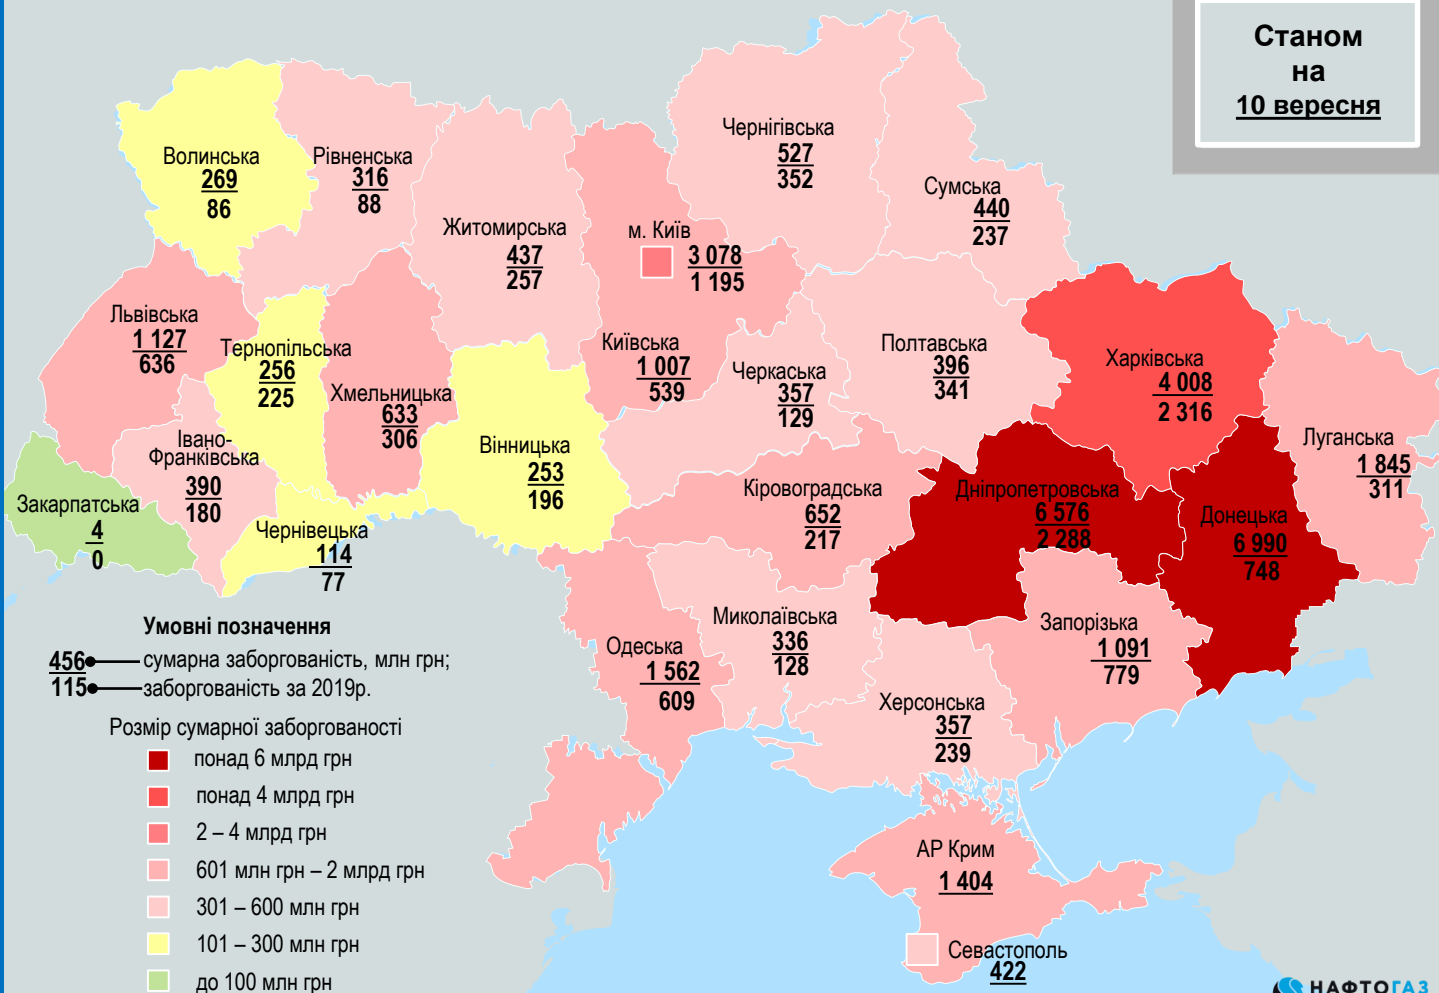 Станом
на
10 вересня
Чернігівська
527
352
Волинська
269
86
Рівненська
316
88
Сумська
440
237
Житомирська
437
257
м. Київ
3 078
1 195
Львівська
1 127
636
Тернопільська
256
225
Хмельницька
633
306
Київська
1 007
539
Черкаська
357
129
Полтавська
396
341
Харківська
4 008
2 316
Івано-
Франківська
390
180
Вінницька
253
196
Луганська
1 845
311
Закарпатська
4
0
Чернівецька
114
77
Кіровоградська
652
217
Дніпропетровська
6 576
2 288
Донецька
6 990
748
Одеська
1 562
609
Миколаївська
336
128
Запорізька
1 091
779
Херсонська
357
239
АР Крим
1 404
Севастополь
422
Умовні позначення
456 сумарна заборгованість, млн грн;
115 заборгованість за 2019р.
Розмір сумарної заборгованості
понад 6 млрд грн
понад 4 млрд грн
2 – 4 млрд грн
601 млн грн – 2 млрд грн
301 – 600 млн грн
101 – 300 млн грн
до 100 млн грн
НАФТОГАЗ